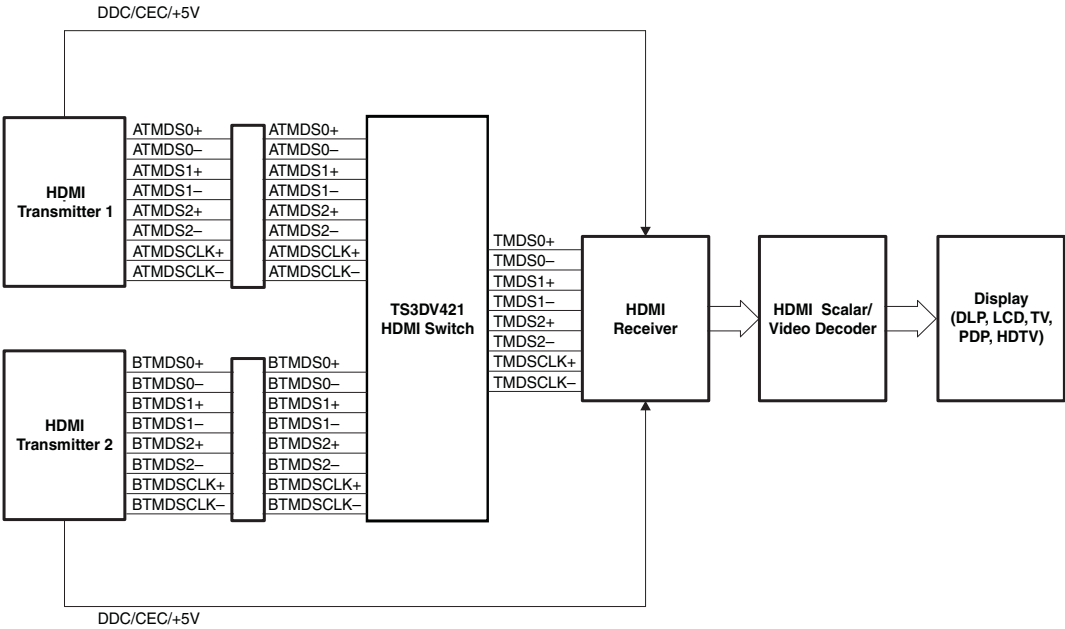 DDC/CEC/+5V
HDMI
Transmitter 1
ATMDS0+
ATMDS0–
ATMDS1+
ATMDS1–
ATMDS2+
ATMDS2–
ATMDSCLK+
ATMDSCLK–
ATMDS0+
ATMDS0–
ATMDS1+
ATMDS1–
ATMDS2+
ATMDS2–
ATMDSCLK+
ATMDSCLK–
HDMI
Transmitter 2
BTMDS0+
BTMDS0–
BTMDS1+
BTMDS1–
BTMDS2+
BTMDS2–
BTMDSCLK+
BTMDSCLK–
BTMDS0+
BTMDS0–
BTMDS1+
BTMDS1–
BTMDS2+
BTMDS2–
BTMDSCLK+
BTMDSCLK–
TS3DV421
HDMI Switch
TMDS0+
TMDS0–
TMDS1+
TMDS1–
TMDS2+
TMDS2–
TMDSCLK+
TMDSCLK–
HDMI
Receiver
HDMI Scalar/
Video Decoder
Display
(DLP, LCD, TV,
PDP, HDTV)
DDC/CEC/+5V